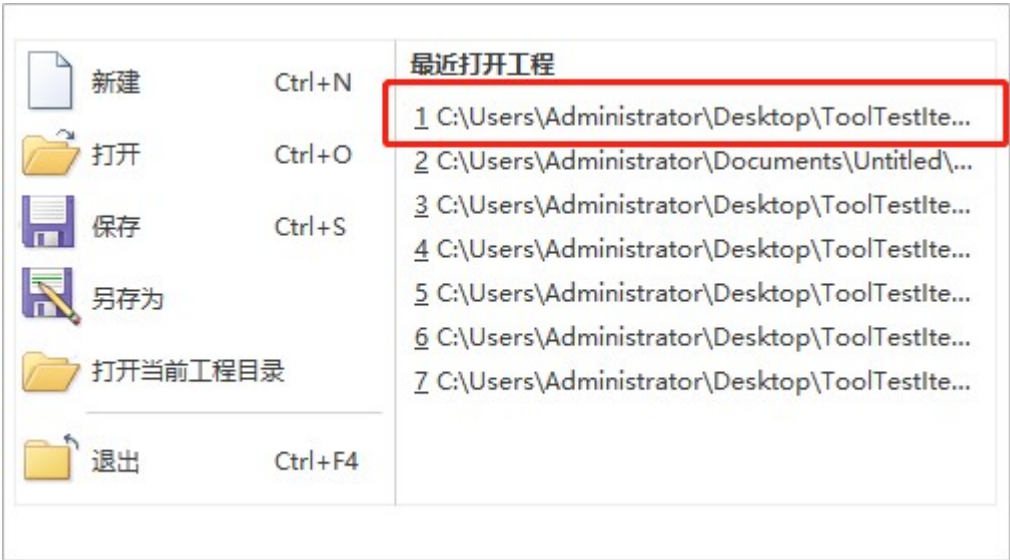 新建 Ctrl+N
打开 Ctrl+O
保存 Ctrl+S
另存为
打开当前工程目录
退出 Ctrl+F4
最近打开工程
1 C:\Users\Administrator\Desktop\ToolTestIte...
2 C:\Users\Administrator\Documents\Untitled\...
3 C:\Users\Administrator\Desktop\ToolTestIte...
4 C:\Users\Administrator\Desktop\ToolTestIte...
5 C:\Users\Administrator\Desktop\ToolTestIte...
6 C:\Users\Administrator\Desktop\ToolTestIte...
7 C:\Users\Administrator\Desktop\ToolTestIte...